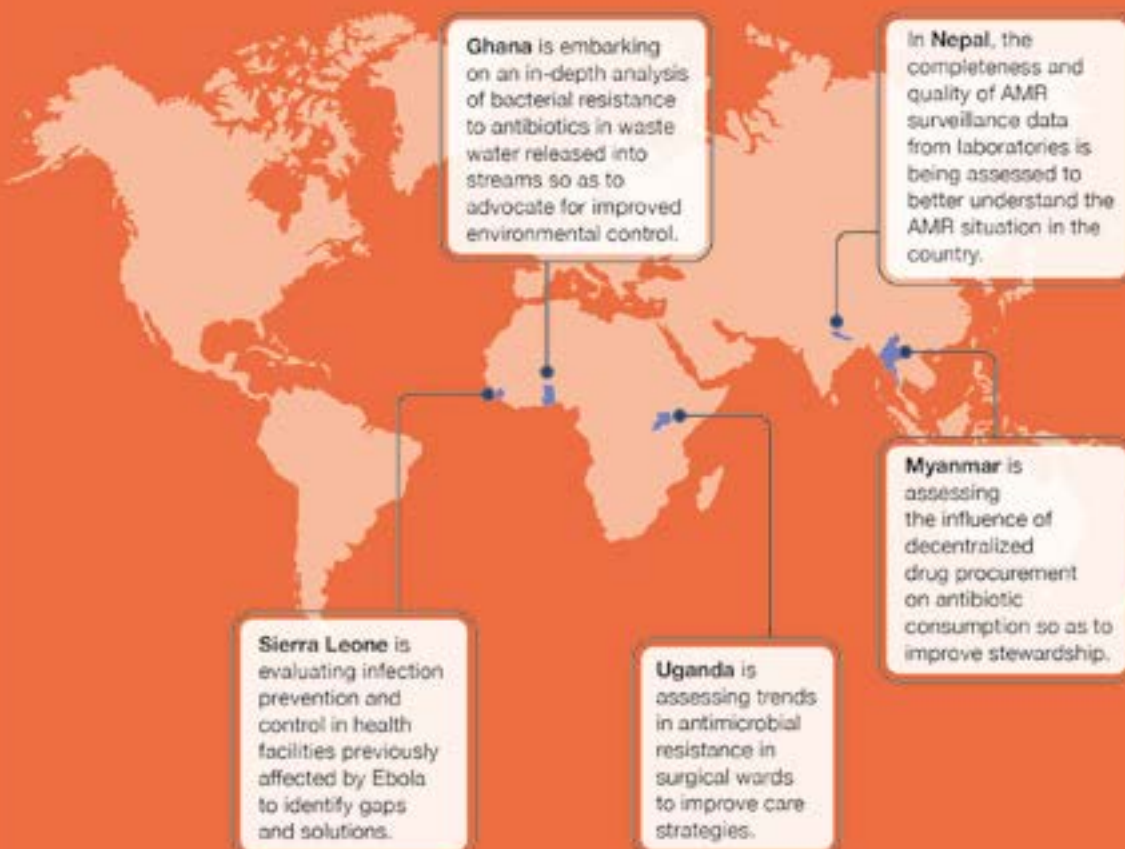 Ghana is embarking
on an in-depth analysis
of bacterial resistance
to antibiotics in waste
water released into
streams so as to
advocate for improved
environmental control.
In Nepal, the
completeness and
quality of AMR
surveillance data
from laboratories is
being assessed to
better understand the
AMR situation in the
country.
Myanmar is
assessing
the influence of
decentralized
drug procurement
on antibiotic
consumption so as to
improve stewardship.
Sierra Leone is
evaluating infection
prevention and
control in health
facilities previously
affected by Ebola
to identify gaps
and solutions.
Uganda is
assessing trends
in antimicrobial
resistance in
surgical wards
to improve care
strategies.